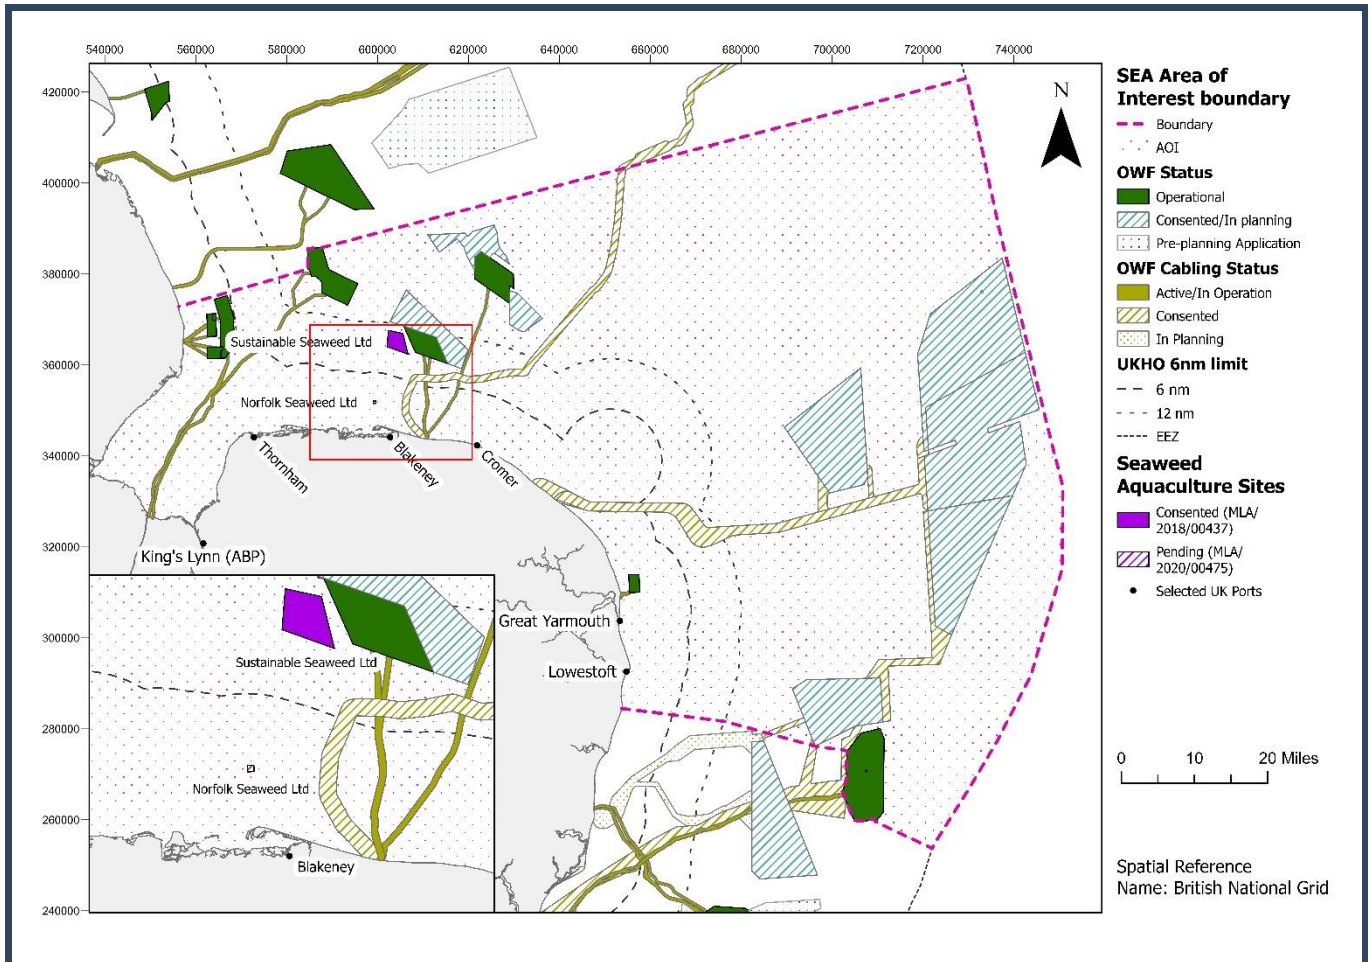 540000 560000 580000 600000 620000 640000 660000 680000 700000 720000 740000
420000
400000
380000
360000
340000
320000
300000
280000
260000
240000
N
Sustainable Seaweed Ltd
Norfolk Seaweed Ltd
Thornham
Blakeney
Cromer
King's Lynn (ABP)
Great Yarmouth
Lowestoft
Sustainable Seaweed Ltd
Norfolk Seaweed Ltd
Blakeney
SEA Area of
Interest boundary
Boundary
AOI
OWF Status
Operational
Consented/In planning
Pre-planning Application
OWF Cabling Status
Active/In Operation
Consented
In Planning
UKHO 6nm limit
6 nm
12 nm
EEZ
Seaweed
Aquaculture Sites
Consented (MLA/
2018/00437)
Pending (MLA/
2020/00475)
Selected UK Ports
0 10 20 Miles
Spatial Reference
Name: British National Grid